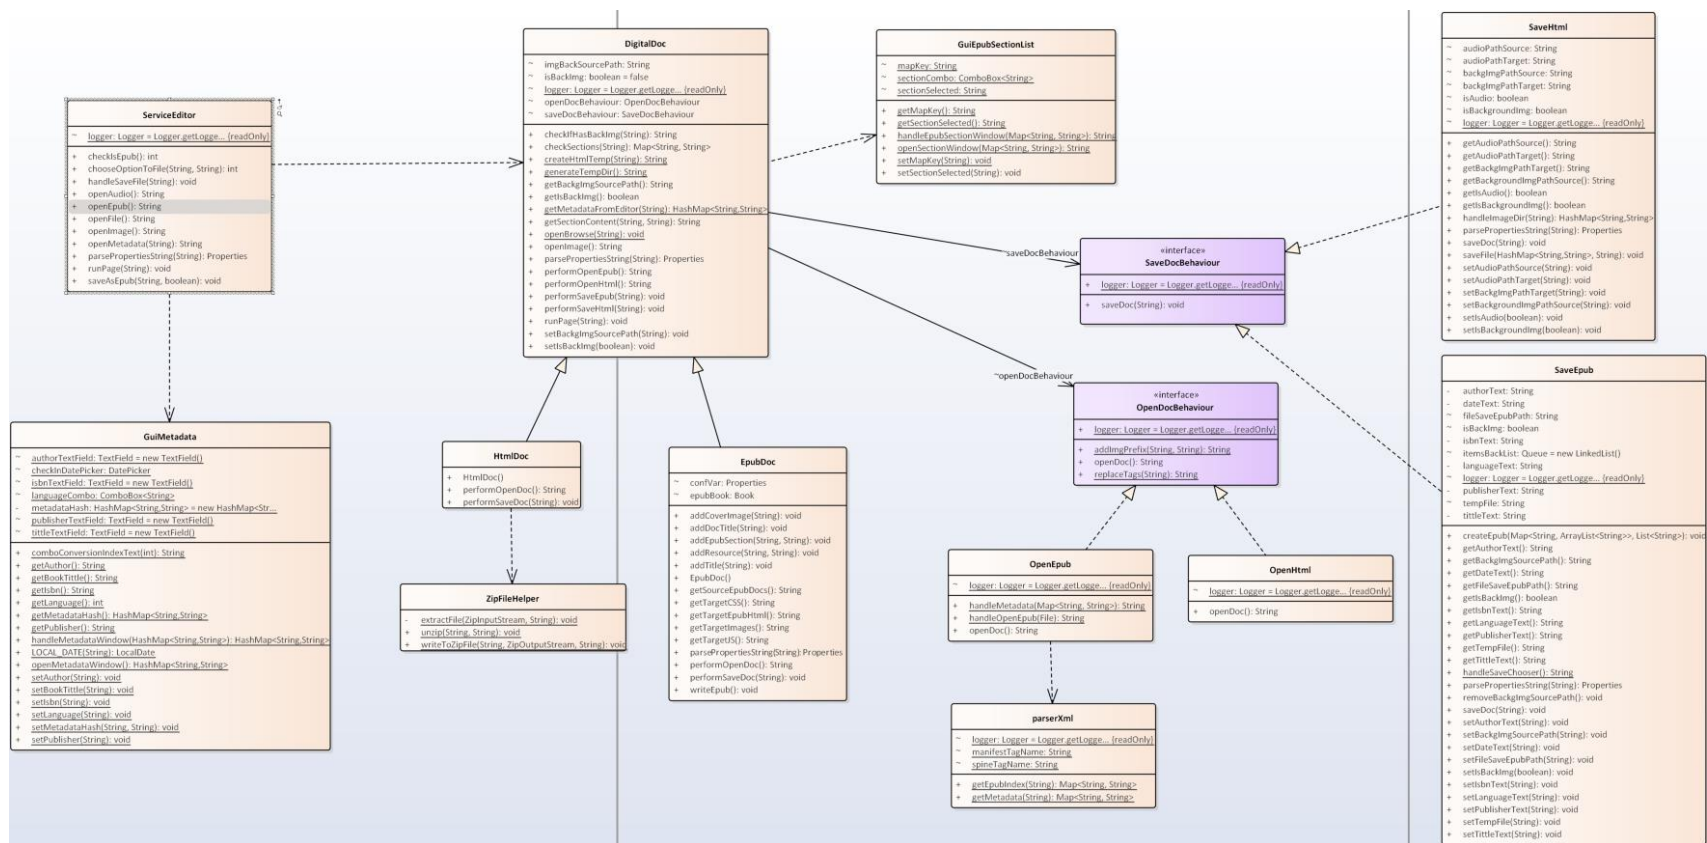 ServiceEditor
~ logger: Logger = Logger.getLogge... {readOnly}
+ checkIsEpub(): int
+ chooseOptionToFile(String, String): int
+ handleSaveFile(String): void
+ openAudio(): String
+ openEpub(): String
+ openFile(): String
+ openImage(): String
+ openMetadata(String): String
+ parsePropertiesString(String): Properties
+ runPage(String): void
+ saveAsEpub(String, boolean): void
DigitalDoc
~ imgBackSourcePath: String
~ isBackImg: boolean = false
~ logger: Logger = Logger.getLogge... {readOnly}
~ openDocBehaviour: OpenDocBehaviour
~ saveDocBehaviour: SaveDocBehaviour
+ checkIfHasBackImg(String): String
+ checkSections(String): Map<String, String>
+ createHtmlTemp(String): String
+ generateTempDir(): String
+ getBackgImgSourcePath(): String
+ getIsBackImg(): boolean
+ getMetadataFromEditor(String): HashMap<String,String>
+ getSectionContent(String, String): String
+ openBrowse(String): void
+ openImage(): String
+ parsePropertiesString(String): Properties
+ performOpenEpub(): String
+ performOpenHtml(): String
+ performSaveEpub(String): void
+ performSaveHtml(String): void
+ runPage(String): void
+ setBackgImgSourcePath(String): void
+ setIsBackImg(boolean): void
GuiEpubSectionList
~ mapKey: String
~ sectionCombo: ComboBox<String>
~ sectionSelected: String
+ getMapKey(): String
+ getSectionSelected(): String
+ handleEpubSectionWindow(Map<String, String>): String
+ openSectionWindow(Map<String, String>): String
+ setMapKey(String): void
+ setSectionSelected(String): void
SaveHtml
~ audioPathSource: String
~ audioPathTarget: String
~ backgImgPathSource: String
~ backgImgPathTarget: String
~ isAudio: boolean
~ isBackgroundImg: boolean
~ logger: Logger = Logger.getLogge... {readOnly}
+ getAudioPathSource(): String
+ getAudioPathTarget(): String
+ getBackgImgPathTarget(): String
+ getBackgroundImgPathSource(): String
+ getIsAudio(): boolean
+ getIsBackgroundImg(): boolean
+ handleImageDir(String): HashMap<String,String>
+ parsePropertiesString(String): Properties
+ saveDoc(String): void
+ saveFile(HashMap<String,String>, String): void
+ setAudioPathSource(String): void
+ setAudioPathTarget(String): void
+ setBackgImgPathTarget(String): void
+ setBackgroundImgPathSource(String): void
+ setIsAudio(boolean): void
+ setIsBackgroundImg(boolean): void
saveDocBehaviour
«interface»
SaveDocBehaviour
+ logger: Logger = Logger.getLogge... {readOnly}
+ saveDoc(String): void
~openDocBehaviour
«interface»
OpenDocBehaviour
+ logger: Logger = Logger.getLogge... {readOnly}
+ addImgPrefix(String, String): String
+ openDoc(): String
+ replaceTags(String): String
SaveEpub
- authorText: String
- dateText: String
~ fileSaveEpubPath: String
~ isBackImg: boolean
- isbnText: String
~ itemsBackList: Queue = new LinkedList()
- languageText: String
~ logger: Logger = Logger.getLogge... {readOnly}
- publisherText: String
~ tempFile: String
- tittleText: String
+ createEpub(Map<String, ArrayList<String>>, List<String>): void
+ getAuthorText(): String
+ getBackgImgSourcePath(): String
+ getDateText(): String
+ getFileSaveEpubPath(): String
+ getIsBackImg(): boolean
+ getIsbnText(): String
+ getLanguageText(): String
+ getPublisherText(): String
+ getTempFile(): String
+ getTittleText(): String
+ handleSaveChooser(): String
+ parsePropertiesString(String): Properties
+ removeBackgImgSourcePath(): void
+ saveDoc(String): void
+ setAuthorText(String): void
+ setBackgImgSourcePath(String): void
+ setDateText(String): void
+ setFileSaveEpubPath(String): void
+ setIsBackImg(boolean): void
+ setIsbnText(String): void
+ setLanguageText(String): void
+ setPublisherText(String): void
+ setTempFile(String): void
+ setTittleText(String): void
GuiMetadata
~ authorTextField: TextField = new TextField()
~ checkInDatePicker: DatePicker
~ isbnTextField: TextField = new TextField()
~ languageCombo: ComboBox<String>
- metadataHash: HashMap<String,String> = new HashMap<Str...
~ publisherTextField: TextField = new TextField()
~ tittleTextField: TextField = new TextField()
+ comboConversionIndexText(int): String
+ getAuthor(): String
+ getBookTittle(): String
+ getIsbn(): String
+ getLanguage(): int
+ getMetadataHash(): HashMap<String,String>
+ getPublisher(): String
+ handleMetadataWindow(HashMap<String,String>): HashMap<String,String>
+ LOCAL_DATE(String): LocalDate
+ openMetadataWindow(): HashMap<String,String>
+ setAuthor(String): void
+ setBookTittle(String): void
+ setIsbn(String): void
+ setLanguage(String): void
+ setMetadataHash(String, String): void
+ setPublisher(String): void
HtmlDoc
+ HtmlDoc()
+ performOpenDoc(): String
+ performSaveDoc(String): void
ZipFileHelper
- extractFile(ZipInputStream, String): void
+ unzip(String, String): void
+ writeToZipFile(String, ZipOutputStream, String): void
EpubDoc
~ confVar: Properties
~ epubBook: Book
+ addCoverImage(String): void
+ addDocTitle(String): void
+ addEpubSection(String, String): void
+ addResource(String, String): void
+ addTitle(String): void
+ EpubDoc()
+ getSourceEpubDocs(): String
+ getTargetCSS(): String
+ getTargetEpubHtml(): String
+ getTargetImages(): String
+ getTargetJS(): String
+ parsePropertiesString(String): Properties
+ performOpenDoc(): String
+ performSaveDoc(String): void
+ writeEpub(): void
OpenEpub
~ logger: Logger = Logger.getLogge... {readOnly}
+ handleMetadata(Map<String, String>): String
+ handleOpenEpub(File): String
+ openDoc(): String
OpenHtml
~ logger: Logger = Logger.getLogge... {readOnly}
+ openDoc(): String
parserXml
~ logger: Logger = Logger.getLogge... {readOnly}
~ manifestTagName: String
~ spineTagName: String
+ getEpubIndex(String): Map<String, String>
+ getMetadata(String): Map<String, String>